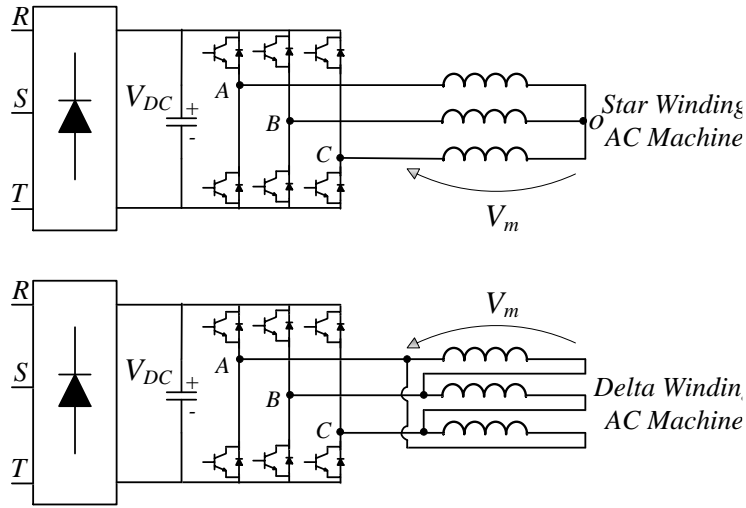 R
S
T
V_DC
+
-
A
B
C
o
Star Winding
AC Machine
V_m
R
S
T
V_DC
+
-
A
B
C
V_m
Delta Winding
AC Machine